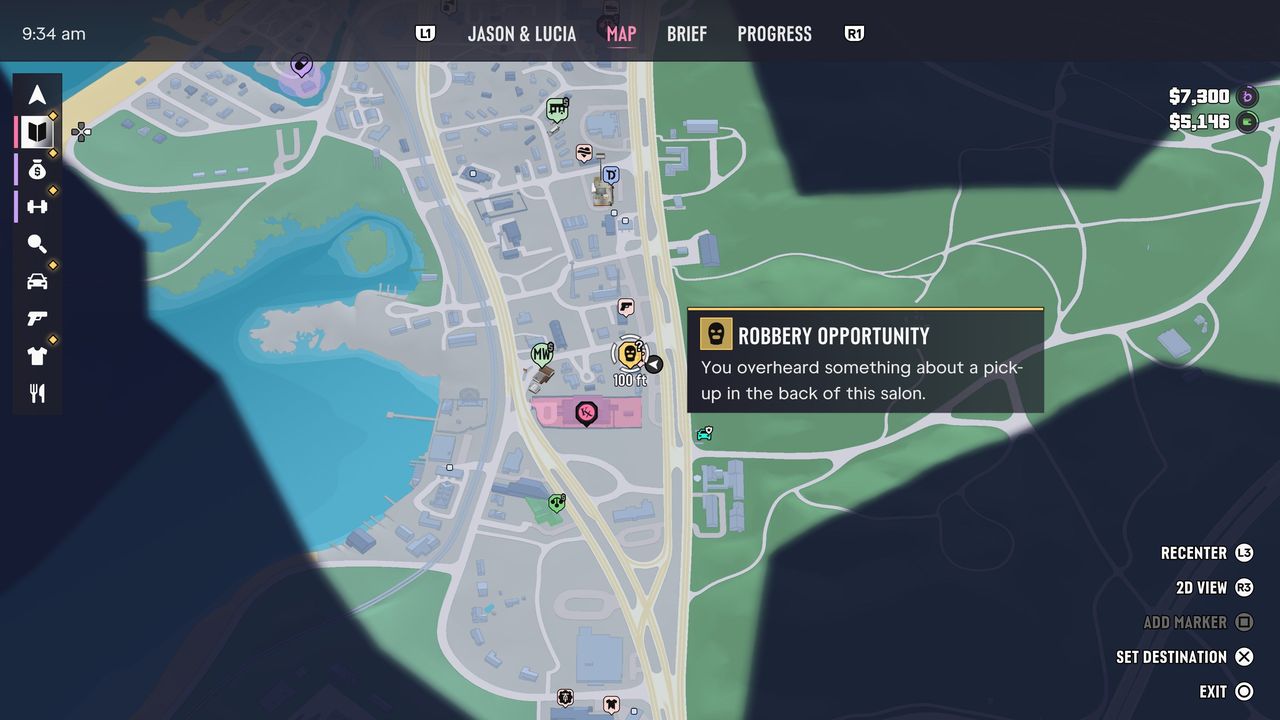 9:34 am
L1 JASON & LUCIA MAP BRIEF PROGRESS R1
$7,300
$5,146
MW
100 ft
ROBBERY OPPORTUNITY
You overheard something about a pick-
up in the back of this salon.
RECENTER L3
2D VIEW R3
ADD MARKER
SET DESTINATION
EXIT